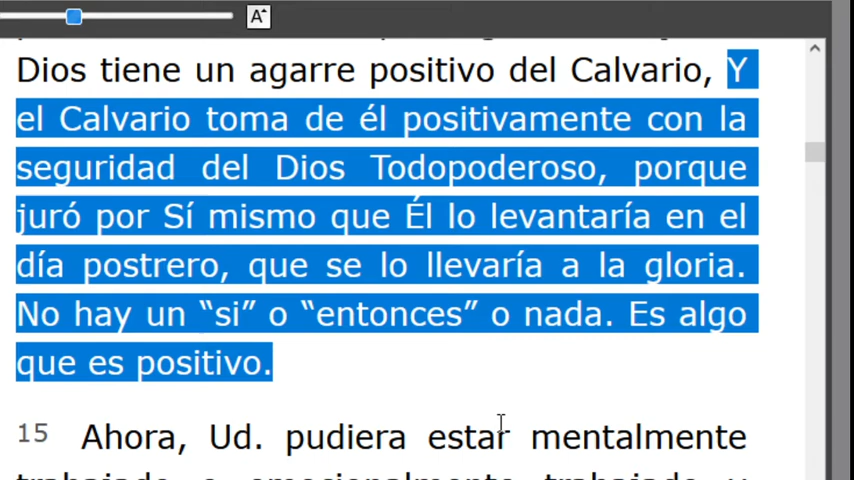 A
Dios tiene un agarre positivo del Calvario, Y
el Calvario toma de él positivamente con la
seguridad del Dios Todopoderoso, porque
juró por Sí mismo que Él lo levantaría en el
día postrero, que se lo llevaría a la gloria.
No hay un “si” o “entonces” o nada. Es algo
que es positivo.
15 Ahora, Ud. pudiera estar mentalmente